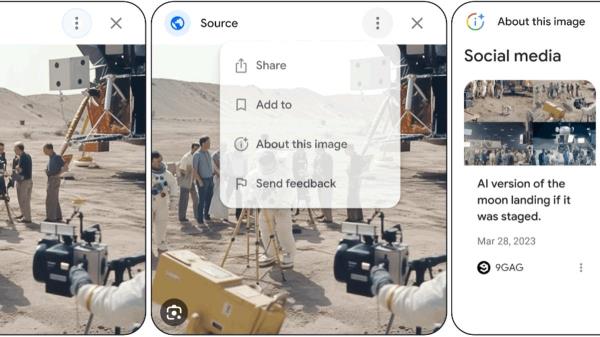 Source
Share
Add to
About this image
Send feedback
About this image
Social media
AI version of the
moon landing if it
was staged.
Mar 28, 2023
9GAG